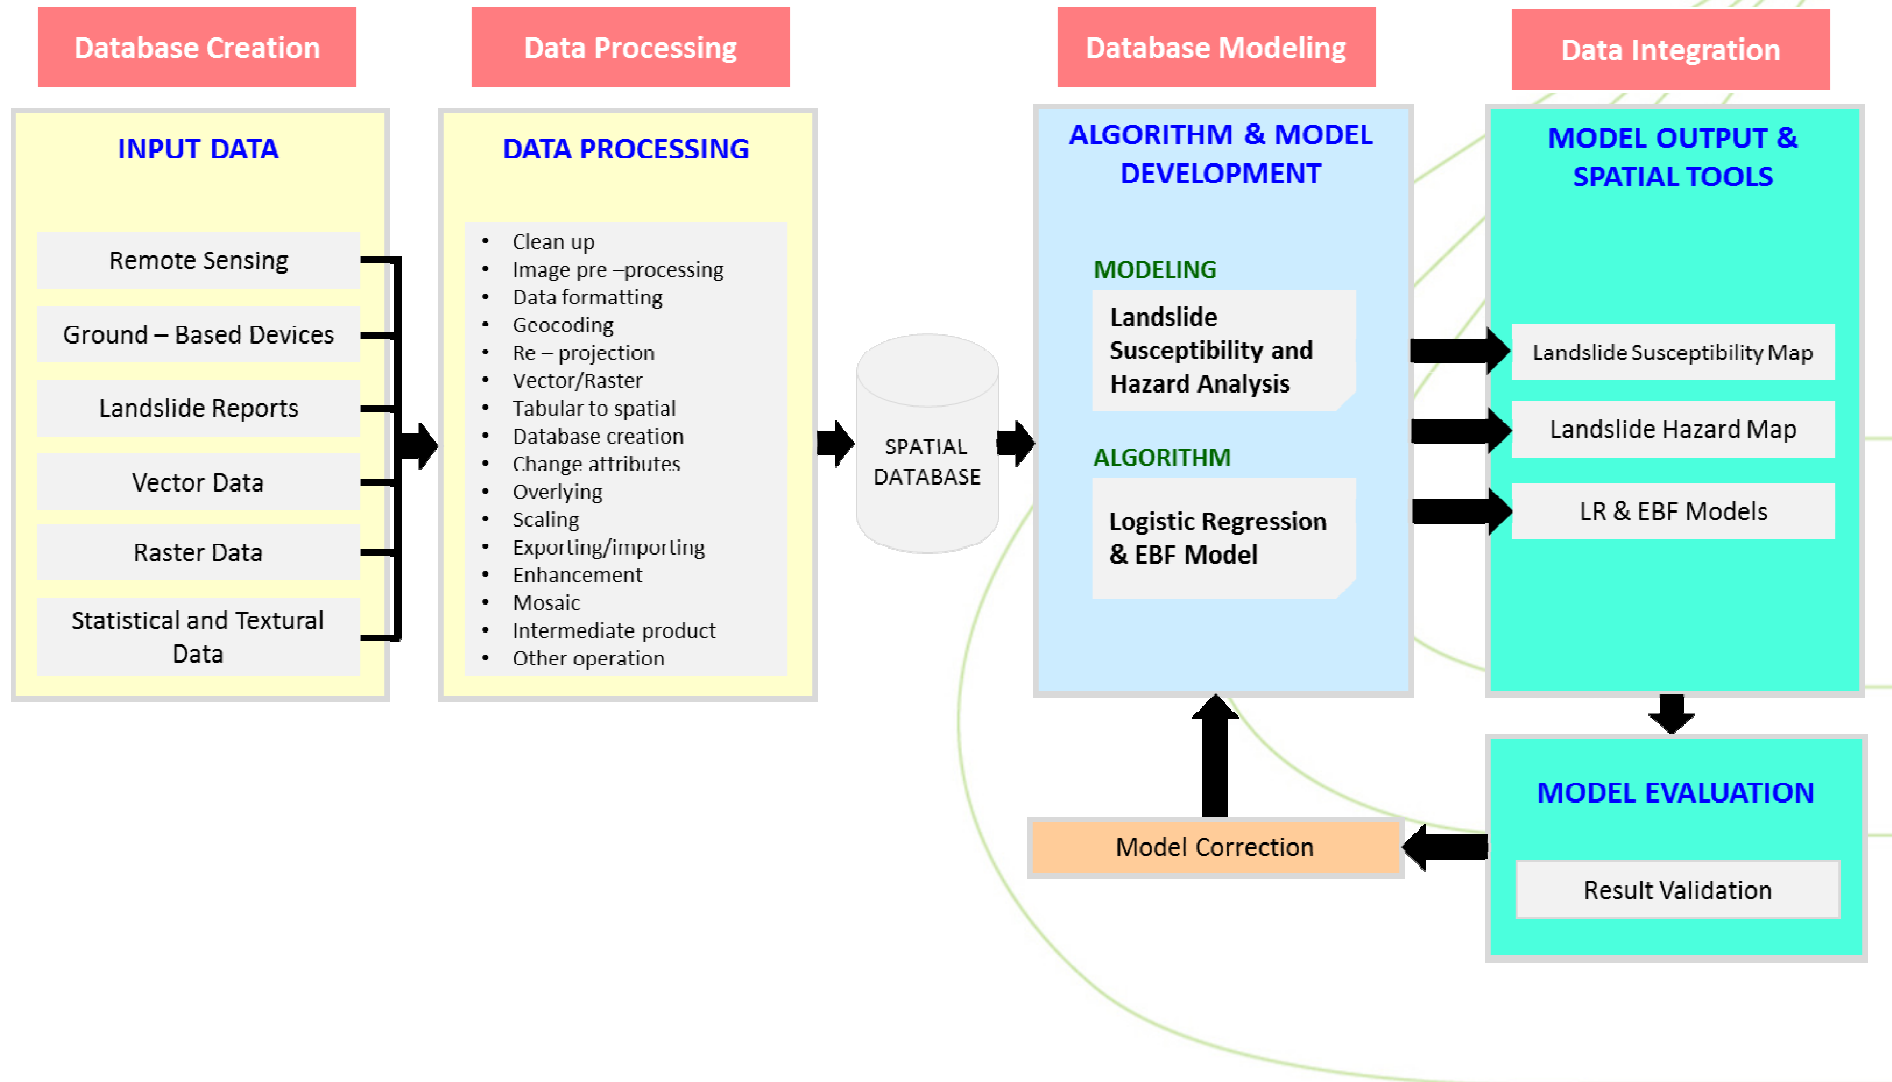 Database Creation
Data Processing
Database Modeling
Data Integration
INPUT DATA
Remote Sensing
Ground – Based Devices
Landslide Reports
Vector Data
Raster Data
Statistical and Textural
Data
DATA PROCESSING
• Clean up
• Image pre –processing
• Data formatting
• Geocoding
• Re – projection
• Vector/Raster
• Tabular to spatial
• Database creation
• Change attributes
• Overlying
• Scaling
• Exporting/importing
• Enhancement
• Mosaic
• Intermediate product
• Other operation
SPATIAL
DATABASE
ALGORITHM & MODEL
DEVELOPMENT
MODELING
Landslide
Susceptibility and
Hazard Analysis
ALGORITHM
Logistic Regression
& EBF Model
MODEL OUTPUT &
SPATIAL TOOLS
Landslide Susceptibility Map
Landslide Hazard Map
LR & EBF Models
MODEL EVALUATION
Result Validation
Model Correction